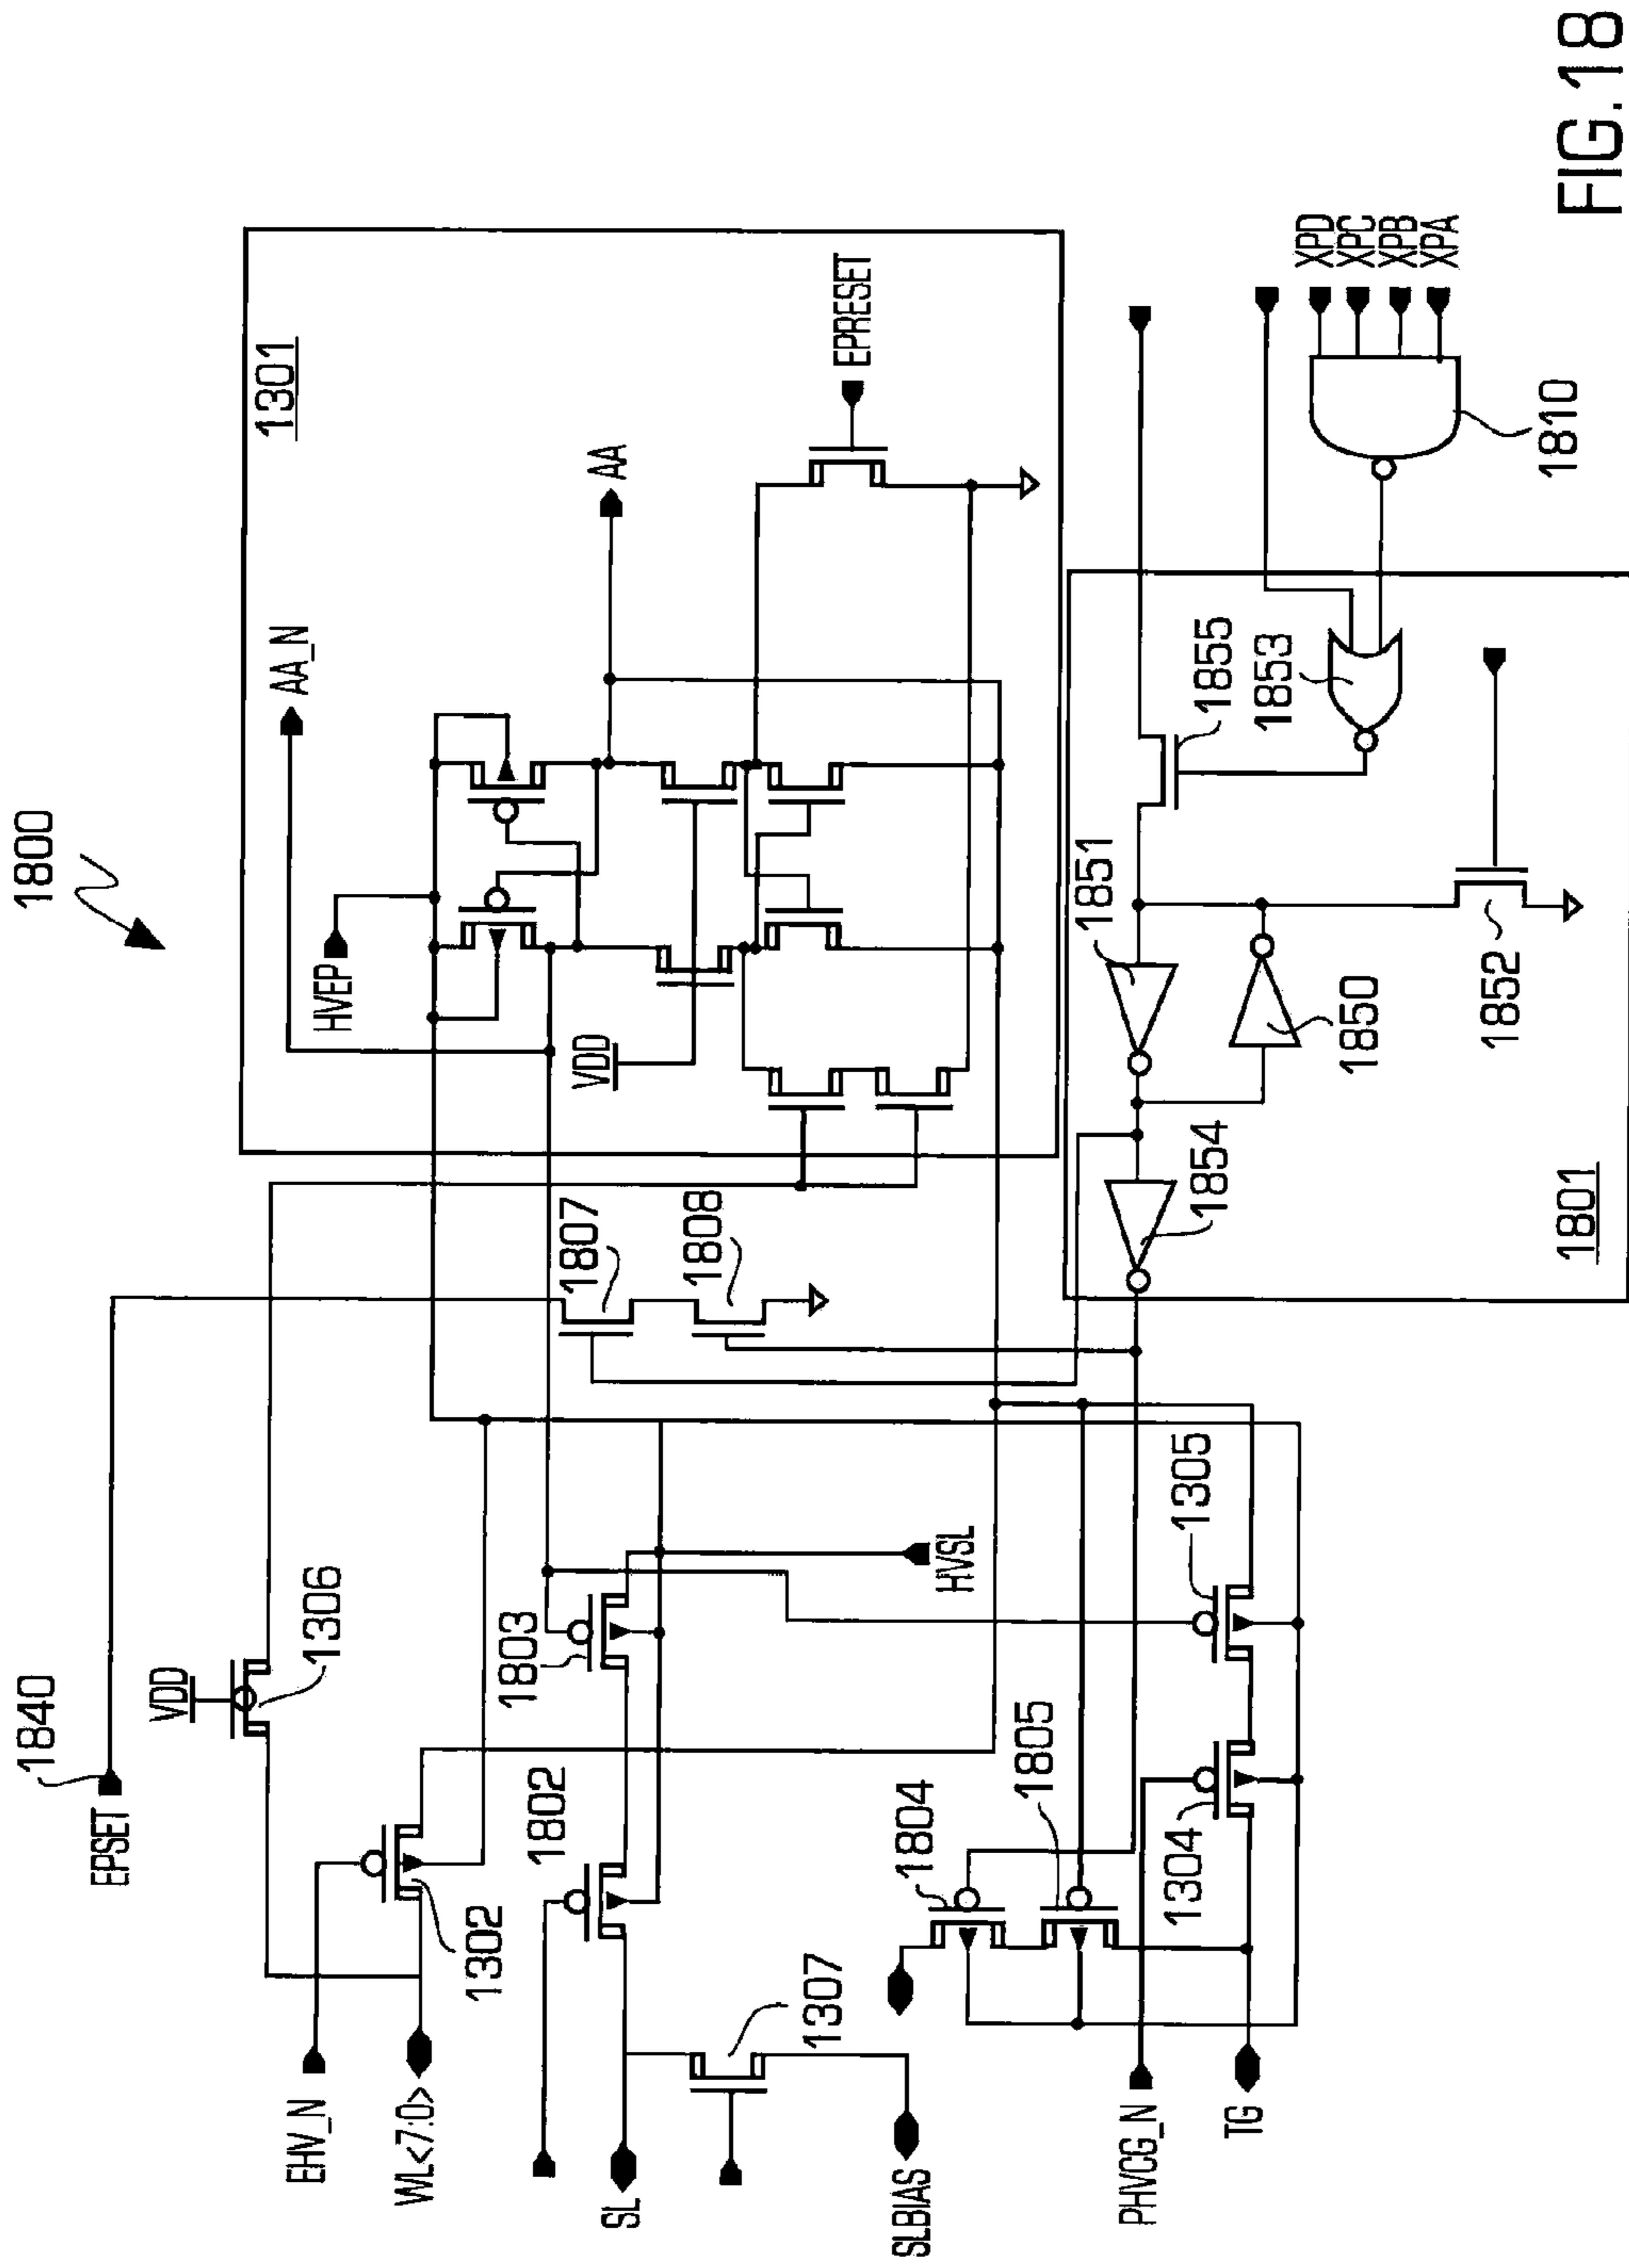 1800
1301
AA_N
HVEP
AA
VDD
EPRESET
1840
EPSET
VDD
1306
1807
1808
EHV_N
1302
WL<7:0>
1803
1802
HVSL
SL
1307
SLBIAS
1804
1805
1304
1305
PHVCG_N
TG
1851
1850
1852
1854
1855
1853
1801
XPD
XPC
XPB
XPA
1810
FIG.18